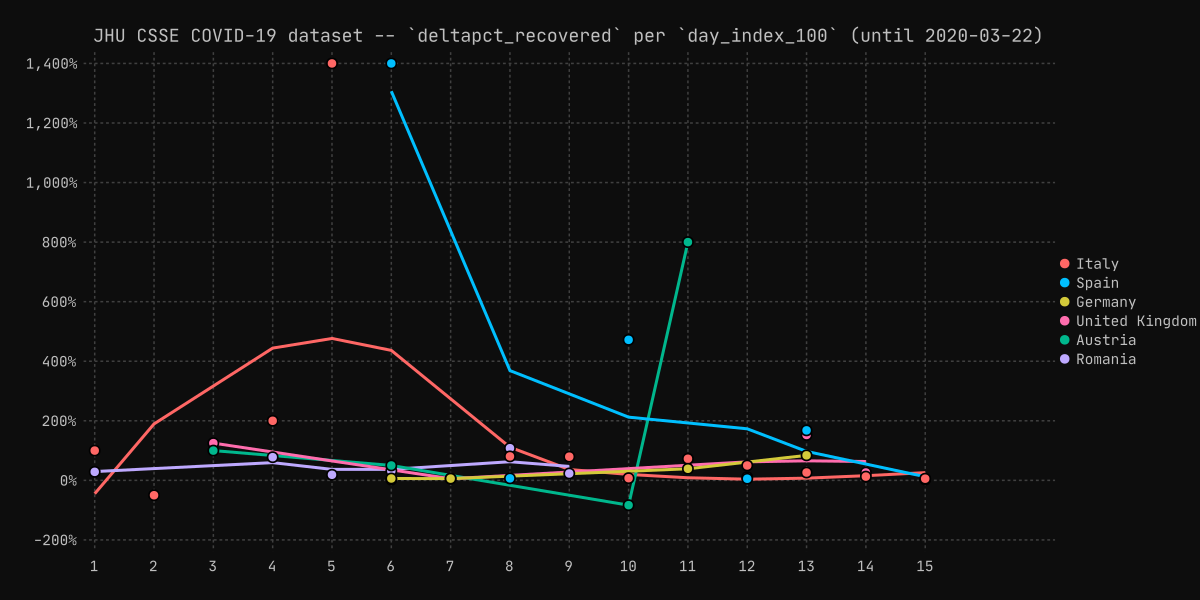 JHU CSSE COVID-19 dataset -- `deltapct_recovered` per `day_index_100` (until 2020-03-22)
1,400%
1,200%
1,000%
800%
600%
400%
200%
0%
-200%
1 2 3 4 5 6 7 8 9 10 11 12 13 14 15
Italy
Spain
Germany
United Kingdom
Austria
Romania